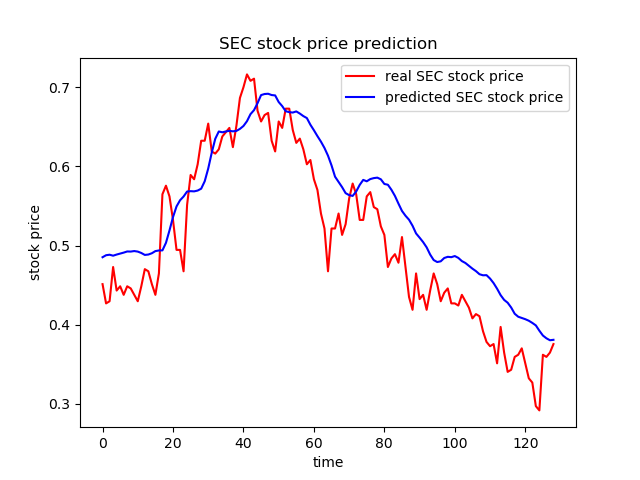 SEC stock price prediction
real SEC stock price
predicted SEC stock price
0.7
0.6
0.5
0.4
0.3
stock price
0 20 40 60 80 100 120
time